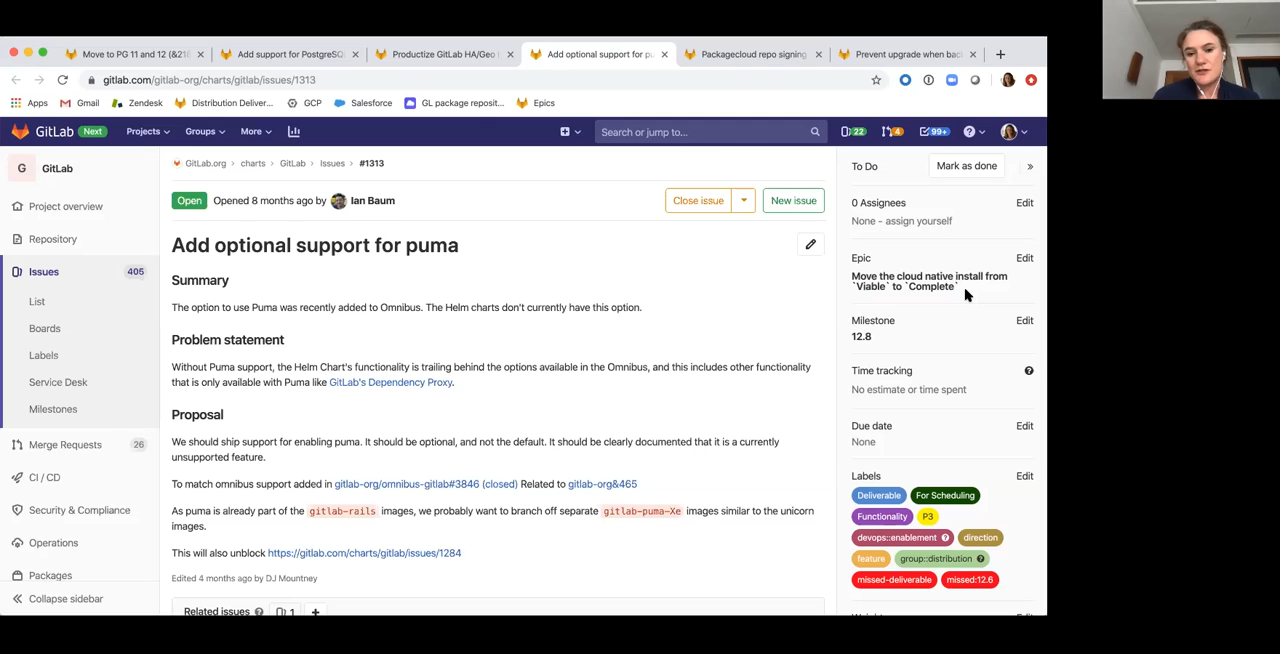 Move to PG 11 and 12 (&21
Add support for PostgreSQ
Productize GitLab HA/Geo
Add optional support for pu
Packagecloud repo signing
Prevent upgrade when bac
gitlab.com/gitlab-org/charts/gitlab/issues/1313
Apps
Gmail
Zendesk
Distribution Deliver...
GCP
Salesforce
GL package reposit...
Epics
GitLab Next Projects Groups More
Search or jump to...
22
4
99+
G GitLab
Project overview
Repository
Issues 405
List
Boards
Labels
Service Desk
Milestones
Merge Requests 26
CI / CD
Security & Compliance
Operations
Packages
Collapse sidebar
GitLab.org > charts > GitLab > Issues > #1313
Open Opened 8 months ago by Ian Baum
Close issue
New issue
Add optional support for puma
Summary
The option to use Puma was recently added to Omnibus. The Helm charts don't currently have this option.
Problem statement
Without Puma support, the Helm Chart's functionality is trailing behind the options available in the Omnibus, and this includes other functionality
that is only available with Puma like GitLab's Dependency Proxy.
Proposal
We should ship support for enabling puma. It should be optional, and not the default. It should be clearly documented that it is a currently
unsupported feature.
To match omnibus support added in gitlab-org/omnibus-gitlab#3846 (closed) Related to gitlab-org&465
As puma is already part of the gitlab-rails images, we probably want to branch off separate gitlab-puma-Xe images similar to the unicorn
images.
This will also unblock https://gitlab.com/charts/gitlab/issues/1284
Edited 4 months ago by DJ Mountney
Related issues 1
To Do Mark as done
0 Assignees Edit
None - assign yourself
Epic Edit
Move the cloud native install from
`Viable` to `Complete`
Milestone Edit
12.8
Time tracking
No estimate or time spent
Due date Edit
None
Labels Edit
Deliverable For Scheduling
Functionality P3
devops::enablement direction
feature group::distribution
missed-deliverable missed:12.6